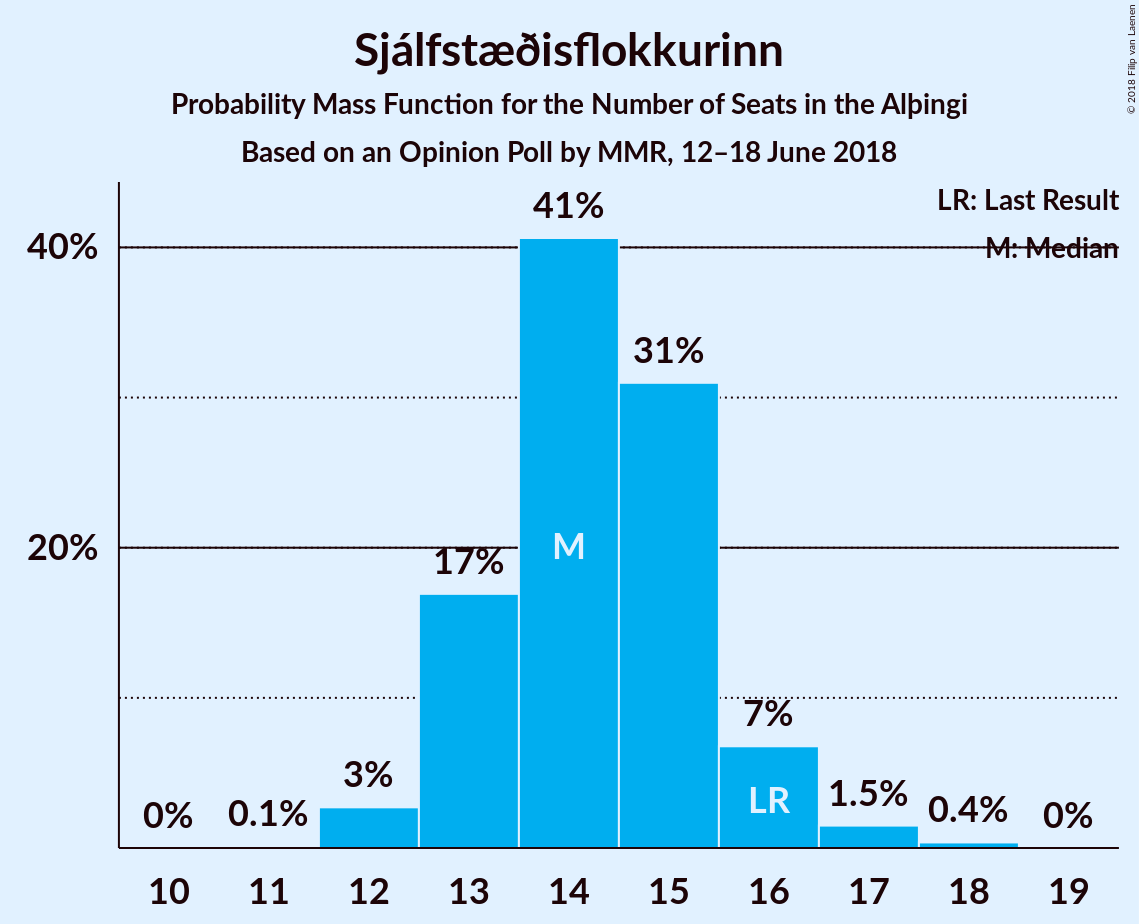 Sjálfstæðisflokkurinn
Probability Mass Function for the Number of Seats in the Alþingi
Based on an Opinion Poll by MMR, 12–18 June 2018
© 2018 Filip van Laenen
LR: Last Result
M: Median
40%
20%
0%
0.1%
3%
17%
41%
31%
7%
1.5%
0.4%
0%
M
LR
10 11 12 13 14 15 16 17 18 19